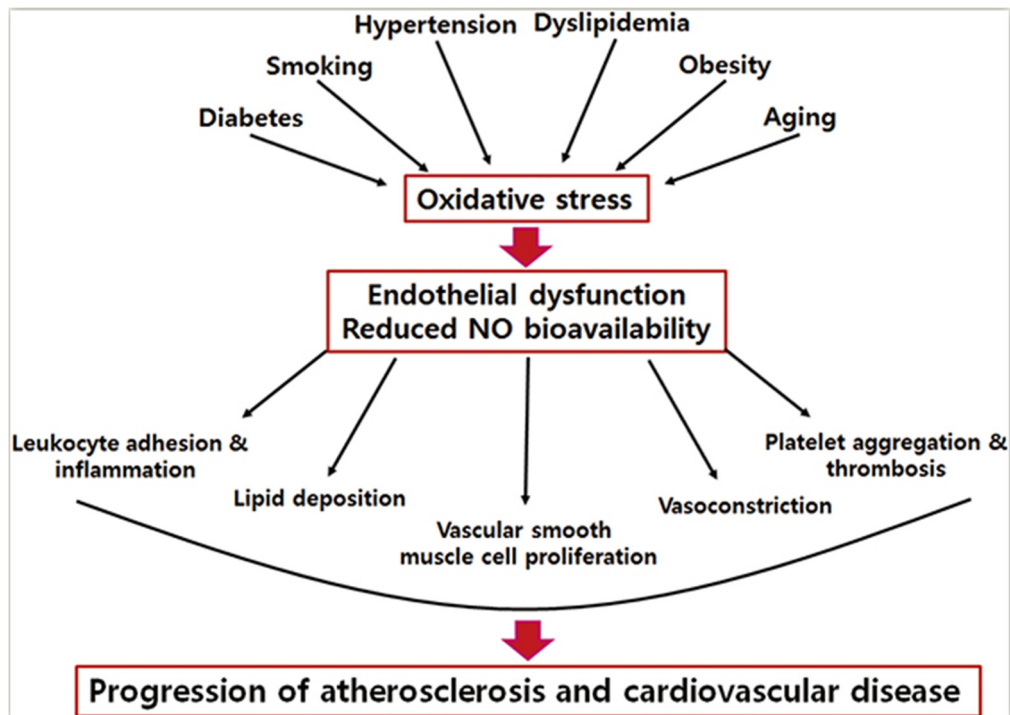 Hypertension
Dyslipidemia
Smoking
Obesity
Diabetes
Aging
Oxidative stress
Endothelial dysfunction
Reduced NO bioavailability
Leukocyte adhesion &
inflammation
Lipid deposition
Vascular smooth
muscle cell proliferation
Vasoconstriction
Platelet aggregation &
thrombosis
Progression of atherosclerosis and cardiovascular disease